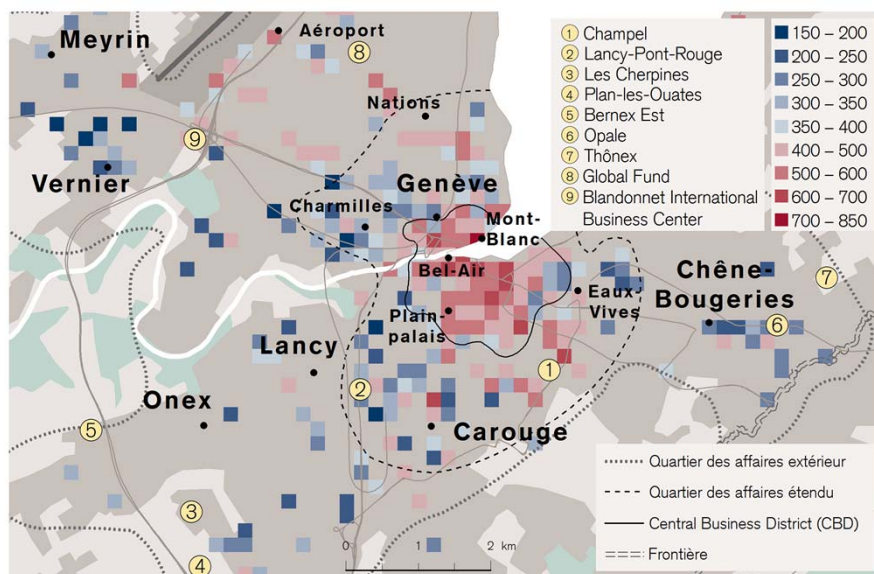 Meyrin
Aéroport
8
Nations
9
Vernier
Genève
Charmilles
Mont-
Blanc
Bel-Air
Eaux-
Vives
Plain-
palais
Chêne-
Bougeries
7
6
Lancy
1
2
Onex
5
Carouge
3
4
0 1 2 km
1 Champel
2 Lancy-Pont-Rouge
3 Les Cherpines
4 Plan-les-Ouates
5 Bernex Est
6 Opale
7 Thônex
8 Global Fund
9 Blandonnet International
Business Center
150 – 200
200 – 250
250 – 300
300 – 350
350 – 400
400 – 500
500 – 600
600 – 700
700 – 850
Quartier des affaires extérieur
Quartier des affaires étendu
Central Business District (CBD)
Frontière